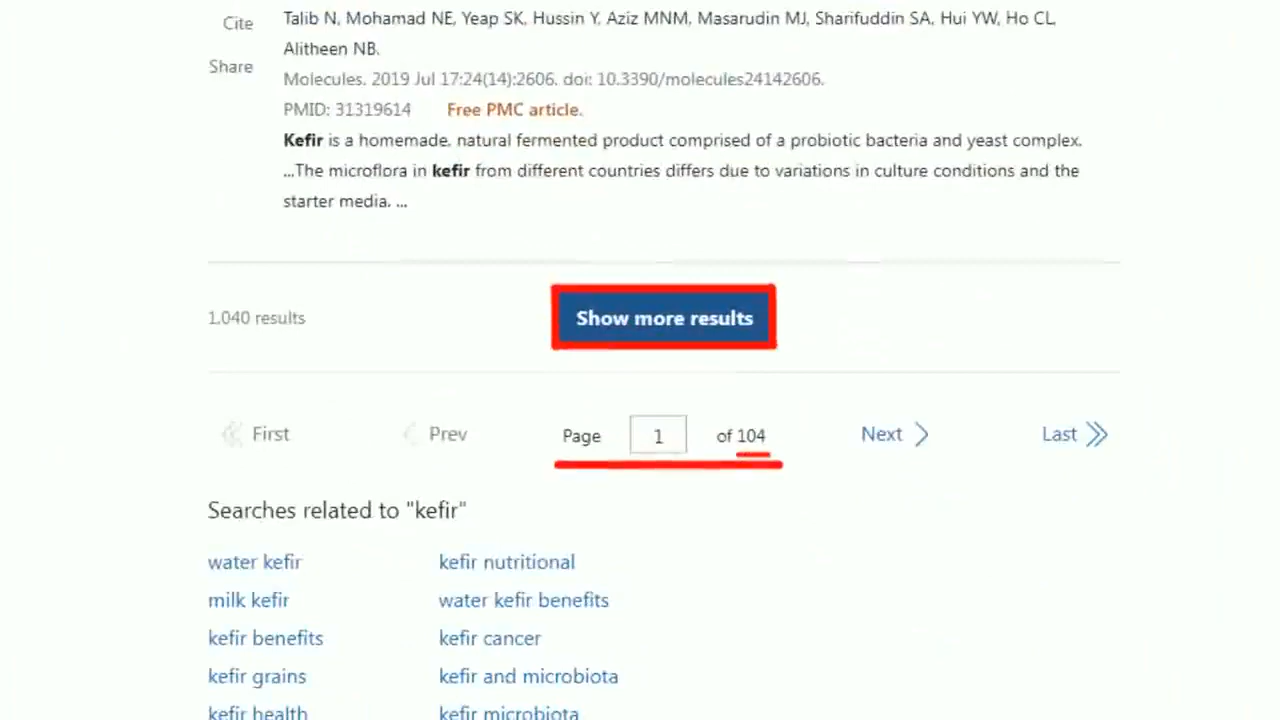 Cite
Talib N, Mohamad NE, Yeap SK, Hussin Y, Aziz MNM, Masarudin MJ, Sharifuddin SA, Hui YW, Ho CL,
Alitheen NB.
Share
Molecules. 2019 Jul 17;24(14):2606. doi: 10.3390/molecules24142606.
PMID: 31319614 Free PMC article.
Kefir is a homemade, natural fermented product comprised of a probiotic bacteria and yeast complex.
...The microflora in kefir from different countries differs due to variations in culture conditions and the
starter media. ...
1,040 results
Show more results
First Prev Page 1 of 104 Next Last
Searches related to "kefir"
water kefir kefir nutritional
milk kefir water kefir benefits
kefir benefits kefir cancer
kefir grains kefir and microbiota
kefir health kefir microbiota